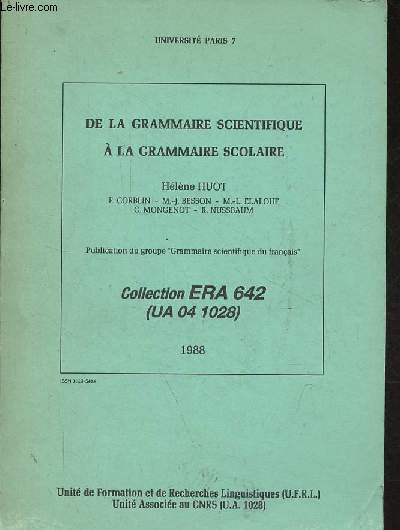 Le-livre.com
UNIVERSITÉ PARIS 7
DE LA GRAMMAIRE SCIENTIFIQUE
À LA GRAMMAIRE SCOLAIRE
Hélène HUOT
F. CORBLIN - M.-J. BESSON - M.-L. ELALOUF
C. MONGENOT - R. NUSSBAUM
Publication du groupe "Grammaire scientifique du français"
Collection ERA 642
(UA 04 1028)
1988
ISSN
Unité de Formation et de Recherches Linguistiques (U.F.R.L.)
Unité Associée au CNRS (U.A. 1028)